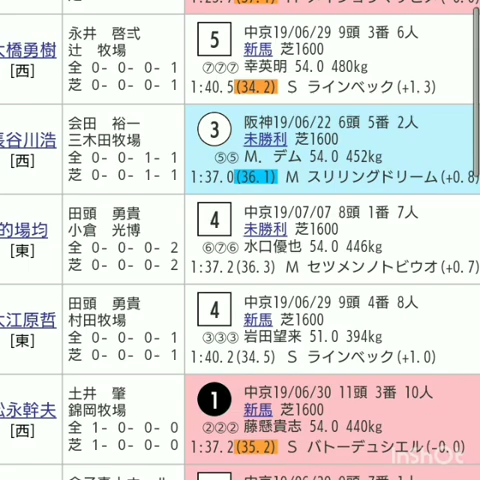 大橋勇樹
[西]
永井 啓弍
辻 牧場
全 0- 0- 0- 1
芝 0- 0- 0- 1
5
中京19/06/29 9頭 3番 6人
新馬 芝1600
⑦⑦⑦ 幸英明 54.0 480kg
1:40.5(34.2) S ラインベック(+1.3)
長谷川浩
[西]
会田 裕一
三木田牧場
全 0- 0- 1- 1
芝 0- 0- 1- 1
3
阪神19/06/22 6頭 5番 2人
未勝利 芝1600
⑤⑤ M．デム 54.0 452kg
1:37.0(36.1) M スリリングドリーム(+0.8
的場均
[東]
田頭 勇貴
小倉 光博
全 0- 0- 0- 2
芝 0- 0- 0- 2
4
中京19/07/07 8頭 1番 7人
未勝利 芝1600
⑥⑦⑥ 水口優也 54.0 446kg
1:37.2(36.3) M セツメンノトビウオ(+0.7)
大江原哲
[東]
田頭 勇貴
村田牧場
全 0- 0- 0- 1
芝 0- 0- 0- 1
4
中京19/06/29 9頭 4番 8人
新馬 芝1600
③③③ 岩田望来 51.0 394kg
1:40.2(34.5) S ラインベック(+1.0)
松永幹夫
[西]
土井 肇
錦岡牧場
全 1- 0- 0- 0
芝 1- 0- 0- 0
1
中京19/06/30 11頭 3番 10人
新馬 芝1600
②②② 藤懸貴志 54.0 440kg
1:37.2(35.2) S バトーデュシエル(-0.0)
InShOt